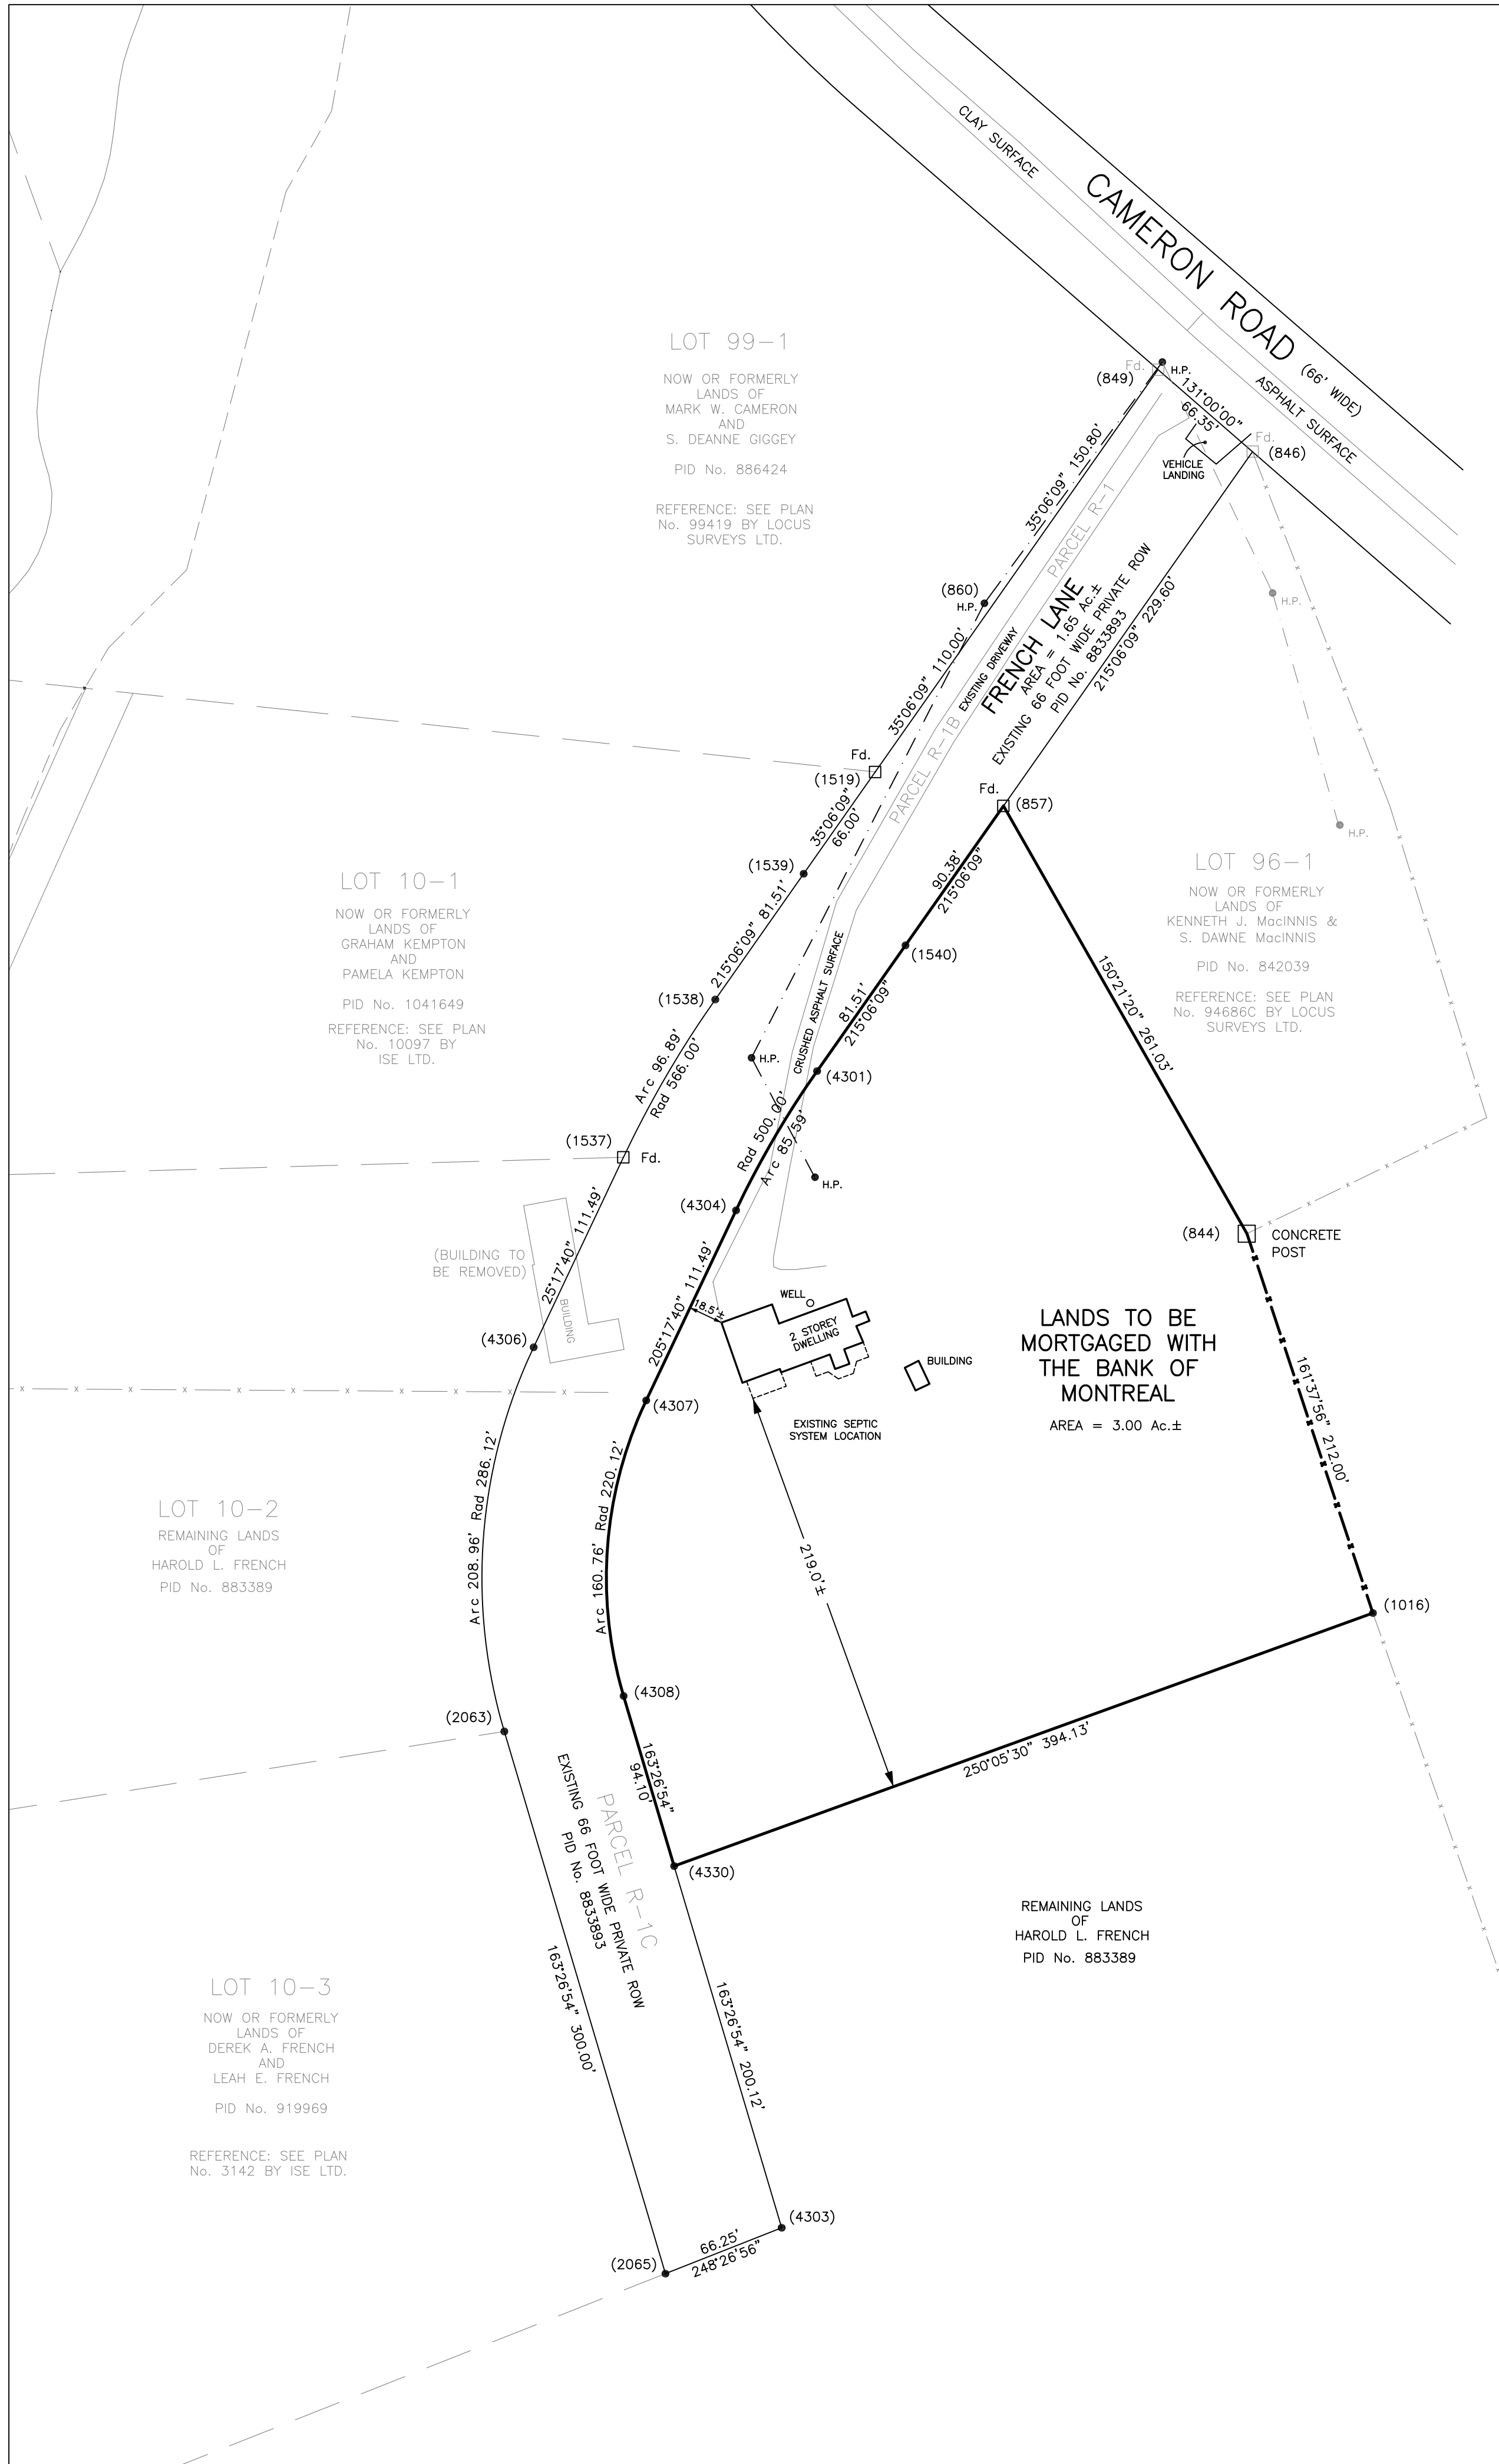 CLAY SURFACE
CAMERON ROAD (66' WIDE)
ASPHALT SURFACE
LOT 99-1
NOW OR FORMERLY
LANDS OF
MARK W. CAMERON
AND
S. DEANNE GIGGEY
PID No. 886424
REFERENCE: SEE PLAN
No. 99419 BY LOCUS
SURVEYS LTD.
Fd.
(849)
H.P.
131°00'00"
66.35'
Fd.
(846)
VEHICLE
LANDING
35°06'09" 150.80'
PARCEL R-1
(860)
H.P.
H.P.
FRENCH LANE
AREA = 1.65 Ac.±
EXISTING 66 FOOT WIDE PRIVATE ROW
PID No. 8833893
215°06'09" 229.60'
EXISTING DRIVEWAY
35°06'09" 110.00'
PARCEL R-1B
Fd.
(1519)
35°06'09"
66.00'
Fd.
(857)
H.P.
(1539)
90.38'
215°06'09"
LOT 96-1
NOW OR FORMERLY
LANDS OF
KENNETH J. MacINNIS &
S. DAWNE MacINNIS
PID No. 842039
REFERENCE: SEE PLAN
No. 94686C BY LOCUS
SURVEYS LTD.
LOT 10-1
NOW OR FORMERLY
LANDS OF
GRAHAM KEMPTON
AND
PAMELA KEMPTON
PID No. 1041649
REFERENCE: SEE PLAN
No. 10097 BY
ISE LTD.
215°06'09" 81.51'
(1538)
(1540)
CRUSHED ASPHALT SURFACE
81.51'
215°06'09"
150°21'20" 261.03'
H.P.
(4301)
Arc 96.89'
Rad 566.00'
Rad 500.00'
Arc 85.59'
(1537)
Fd.
H.P.
(4304)
(844)
CONCRETE
POST
25°17'40" 111.49'
(BUILDING TO
BE REMOVED)
BUILDING
205°17'40" 111.49'
18.5'±
WELL
2 STOREY
DWELLING
BUILDING
LANDS TO BE
MORTGAGED WITH
THE BANK OF
MONTREAL
AREA = 3.00 Ac.±
161°37'56" 212.00'
(4306)
(4307)
EXISTING SEPTIC
SYSTEM LOCATION
Arc 208.96' Rad 286.12'
Arc 160.76' Rad 220.12'
LOT 10-2
REMAINING LANDS
OF
HAROLD L. FRENCH
PID No. 883389
219.0'±
(1016)
(4308)
(2063)
163°26'54"
94.10'
250°05'30" 394.13'
PARCEL R-1C
EXISTING 66 FOOT WIDE PRIVATE ROW
PID No. 8833893
(4330)
REMAINING LANDS
OF
HAROLD L. FRENCH
PID No. 883389
163°26'54" 300.00'
163°26'54" 200.12'
LOT 10-3
NOW OR FORMERLY
LANDS OF
DEREK A. FRENCH
AND
LEAH E. FRENCH
PID No. 919969
REFERENCE: SEE PLAN
No. 3142 BY ISE LTD.
(4303)
66.25'
248°26'56"
(2065)